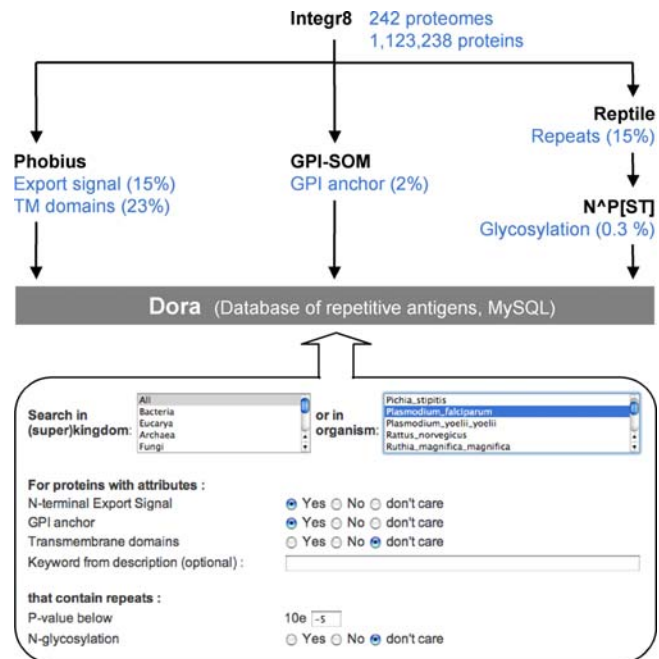 Integr8 242 proteomes
1,123,238 proteins
Reptile
Repeats (15%)
Phobius
Export signal (15%)
TM domains (23%)
GPI-SOM
GPI anchor (2%)
N^P[ST]
Glycosylation (0.3 %)
Dora (Database of repetitive antigens, MySQL)
Search in
(super)kingdom:
All
Bacteria
Eucarya
Archaea
Fungi
or in
organism:
Pichia_stipitis
Plasmodium_falciparum
Plasmodium_yoelii_yoelii
Rattus_norvegicus
Ruthia_magnifica_magnifica
For proteins with attributes :
N-terminal Export Signal Yes No don't care
GPI anchor Yes No don't care
Transmembrane domains Yes No don't care
Keyword from description (optional) :
that contain repeats :
P-value below 10e -5
N-glycosylation Yes No don't care